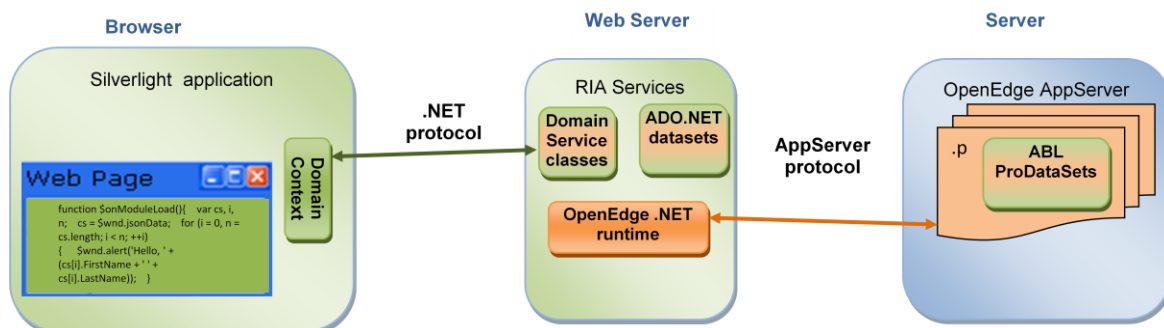 Browser
Web Server
Server
Silverlight application
Domain
Context
Web Page
function $onModuleLoad(){ var cs, i,
n; cs = $wnd.jsonData; for (i = 0, n =
cs.length; i < n; ++i)
{ $wnd.alert('Hello, ' +
(cs[i].FirstName + ' ' +
cs[i].LastName)); }
.NET
protocol
RIA Services
Domain
Service
classes
ADO.NET
datasets
OpenEdge .NET
runtime
AppServer
protocol
OpenEdge AppServer
.p
ABL
ProDataSets